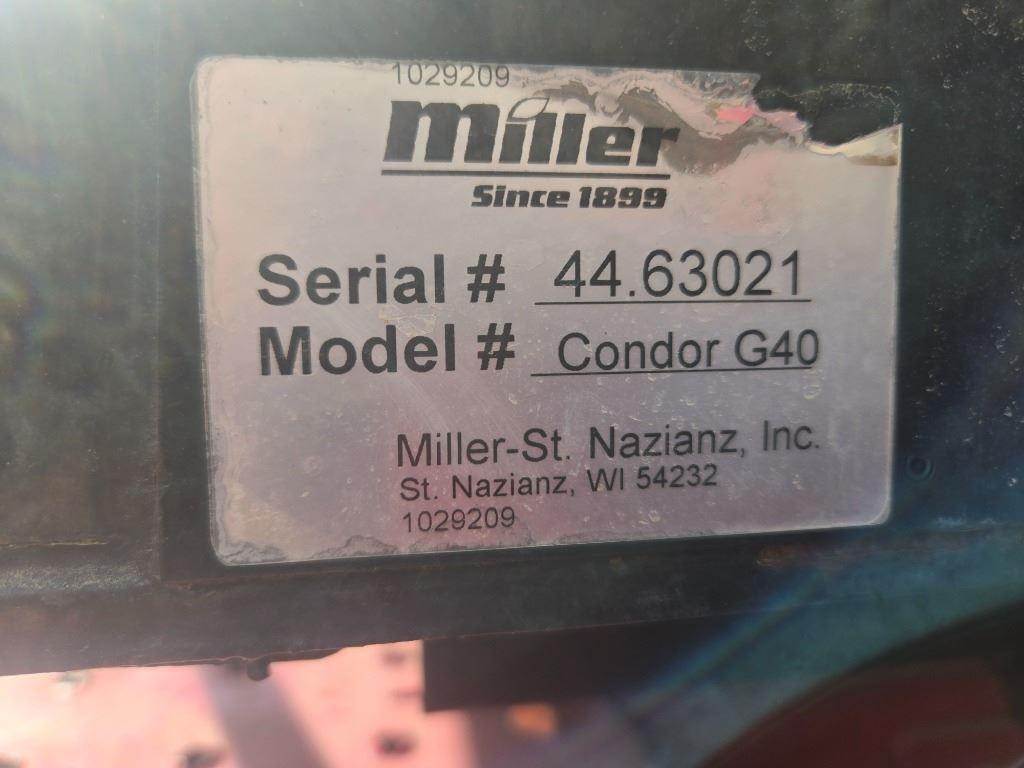 1029209
Miller
Since 1899
Serial # 44.63021
Model # Condor G40
Miller-St. Nazianz, Inc.
St. Nazianz, WI 54232
1029209